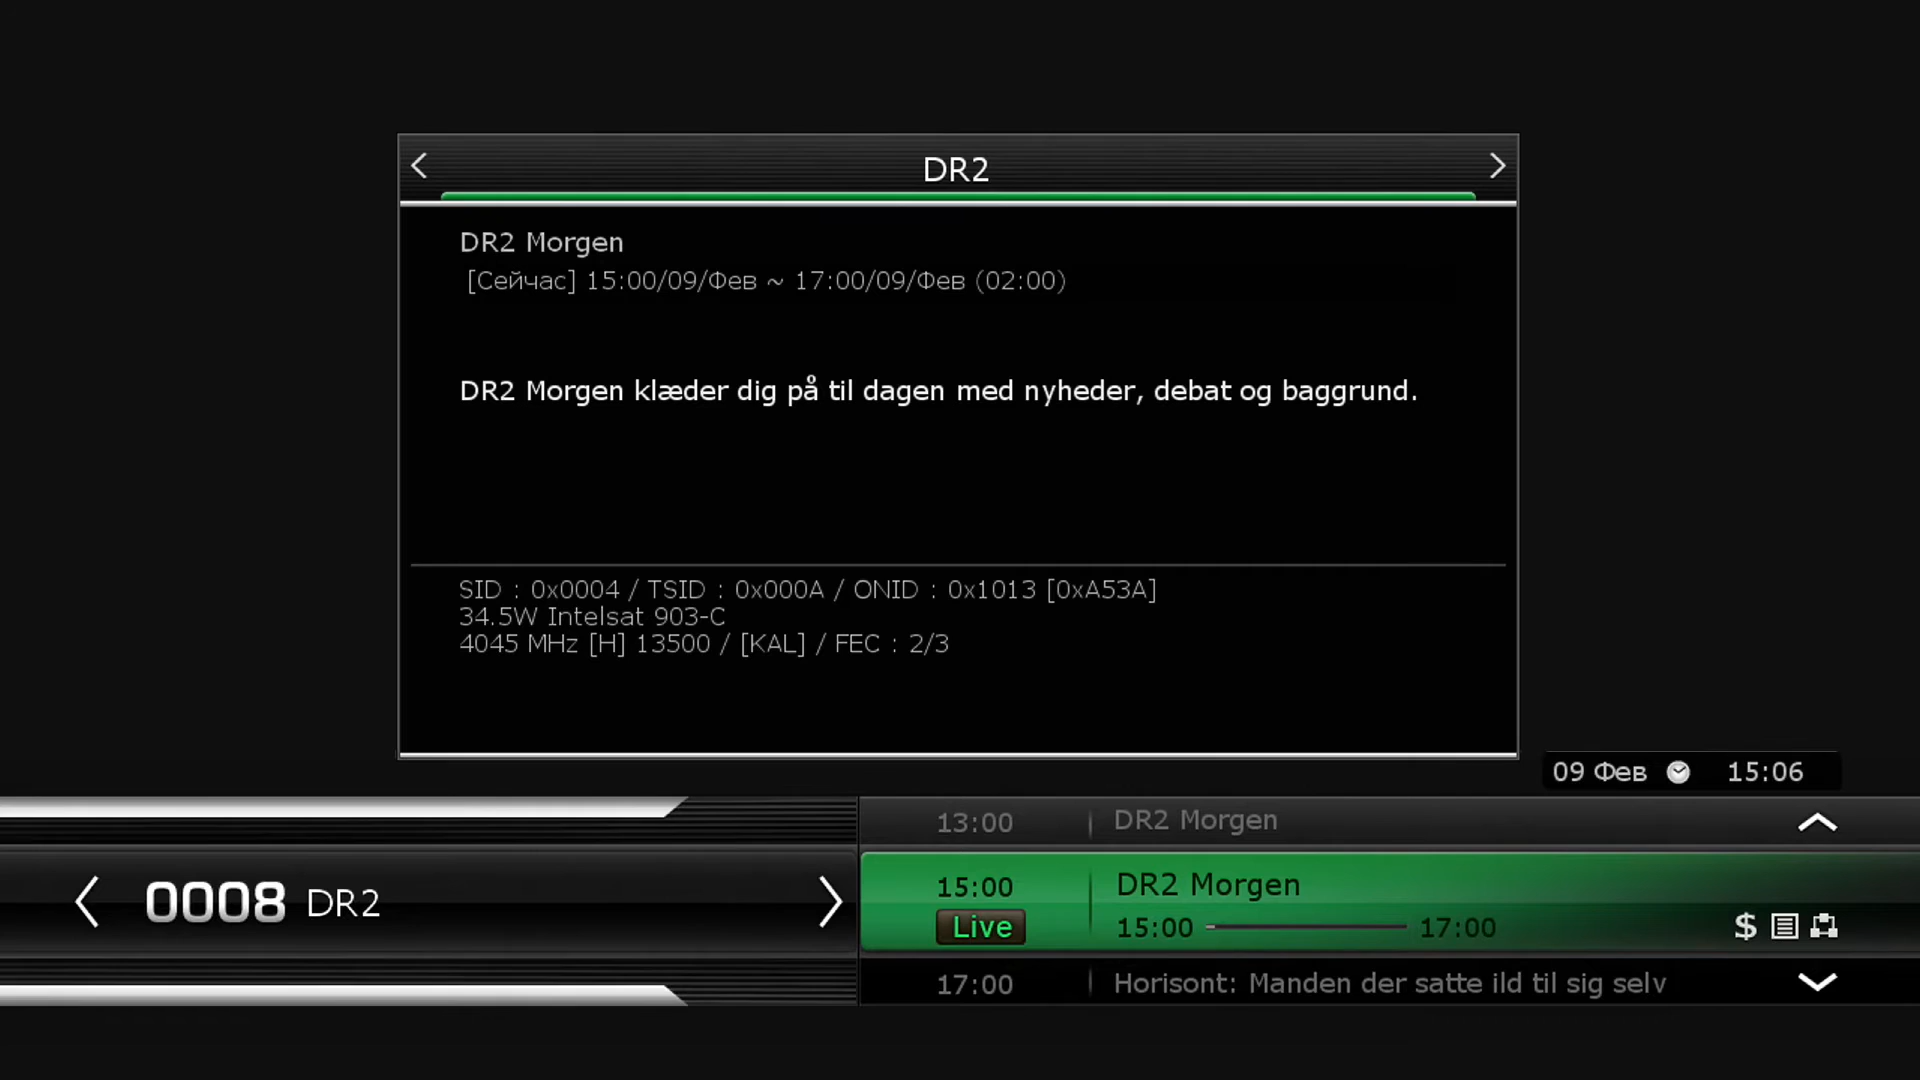 DR2
DR2 Morgen
[Сейчас] 15:00/09/Фев ~ 17:00/09/Фев (02:00)
DR2 Morgen klæder dig på til dagen med nyheder, debat og baggrund.
SID : 0x0004 / TSID : 0x000A / ONID : 0x1013 [0xA53A]
34.5W Intelsat 903-C
4045 MHz [H] 13500 / [KAL] / FEC : 2/3
09 Фев 15:06
0008 DR2
13:00 DR2 Morgen
15:00 DR2 Morgen
Live 15:00 17:00 $
17:00 Horisont: Manden der satte ild til sig selv